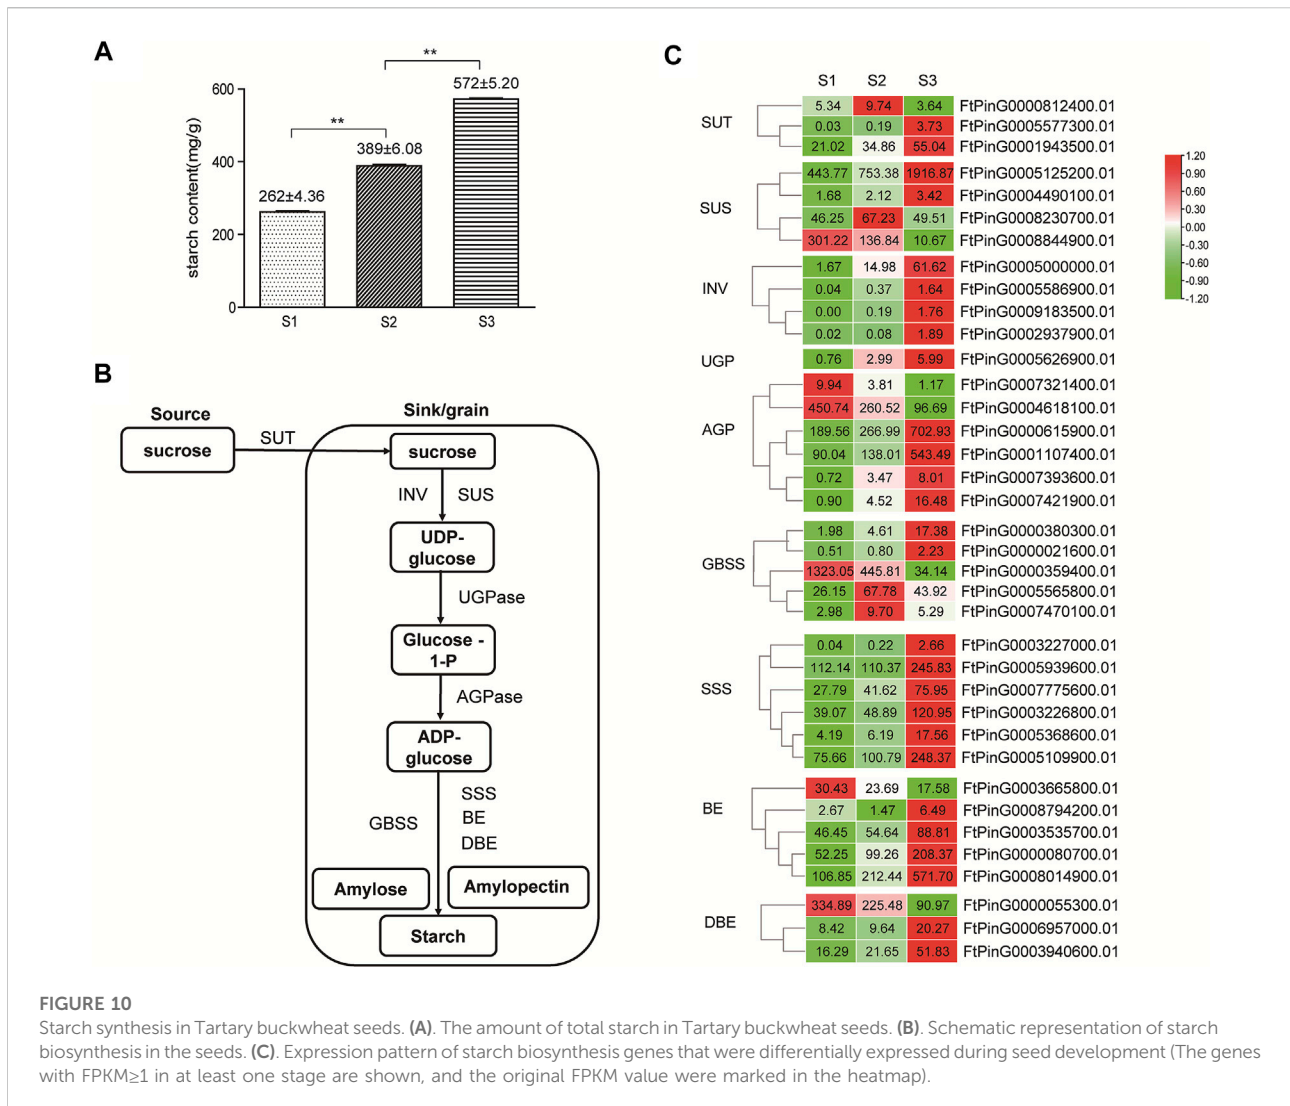 A
starch content(mg/g)
600
400
200
0
262±4.36
389±6.08
572±5.20
**
**
S1
S2
S3
B
Source
Sink/grain
sucrose
SUT
sucrose
INV
SUS
UDP-
glucose
UGPase
Glucose -
1-P
AGPase
ADP-
glucose
GBSS
SSS
BE
DBE
Amylose
Amylopectin
Starch
C
S1 S2 S3
SUT
5.34 9.74 3.64 FtPinG0000812400.01
0.03 0.19 3.73 FtPinG0005577300.01
21.02 34.86 55.04 FtPinG0001943500.01
SUS
443.77 753.38 1916.87 FtPinG0005125200.01
1.68 2.12 3.42 FtPinG0004490100.01
46.25 67.23 49.51 FtPinG0008230700.01
301.22 136.84 10.67 FtPinG0008844900.01
INV
1.67 14.98 61.62 FtPinG0005000000.01
0.04 0.37 1.64 FtPinG0005586900.01
0.00 0.19 1.76 FtPinG0009183500.01
0.02 0.08 1.89 FtPinG0002937900.01
UGP
0.76 2.99 5.99 FtPinG0005626900.01
AGP
9.94 3.81 1.17 FtPinG0007321400.01
450.74 260.52 96.69 FtPinG0004618100.01
189.56 266.99 702.93 FtPinG0000615900.01
90.04 138.01 543.49 FtPinG0001107400.01
0.72 3.47 8.01 FtPinG0007393600.01
0.90 4.52 16.48 FtPinG0007421900.01
GBSS
1.98 4.61 17.38 FtPinG0000380300.01
0.51 0.80 2.23 FtPinG0000021600.01
1323.05 445.81 34.14 FtPinG0000359400.01
26.15 67.78 43.92 FtPinG0005565800.01
2.98 9.70 5.29 FtPinG0007470100.01
SSS
0.04 0.22 2.66 FtPinG0003227000.01
112.14 110.37 245.83 FtPinG0005939600.01
27.79 41.62 75.95 FtPinG0007775600.01
39.07 48.89 120.95 FtPinG0003226800.01
4.19 6.19 17.56 FtPinG0005368600.01
75.66 100.79 248.37 FtPinG0005109900.01
BE
30.43 23.69 17.58 FtPinG0003665800.01
2.67 1.47 6.49 FtPinG0008794200.01
46.45 54.64 88.81 FtPinG0003535700.01
52.25 99.26 208.37 FtPinG0000080700.01
106.85 212.44 571.70 FtPinG0008014900.01
DBE
334.89 225.48 90.97 FtPinG0000055300.01
8.42 9.64 20.27 FtPinG0006957000.01
16.29 21.65 51.83 FtPinG0003940600.01
1.20
0.90
0.60
0.30
0.00
-0.30
-0.60
-0.90
-1.20
FIGURE 10
Starch synthesis in Tartary buckwheat seeds. (A). The amount of total starch in Tartary buckwheat seeds. (B). Schematic representation of starch
biosynthesis in the seeds. (C). Expression pattern of starch biosynthesis genes that were differentially expressed during seed development (The genes
with FPKM≥1 in at least one stage are shown, and the original FPKM value were marked in the heatmap).